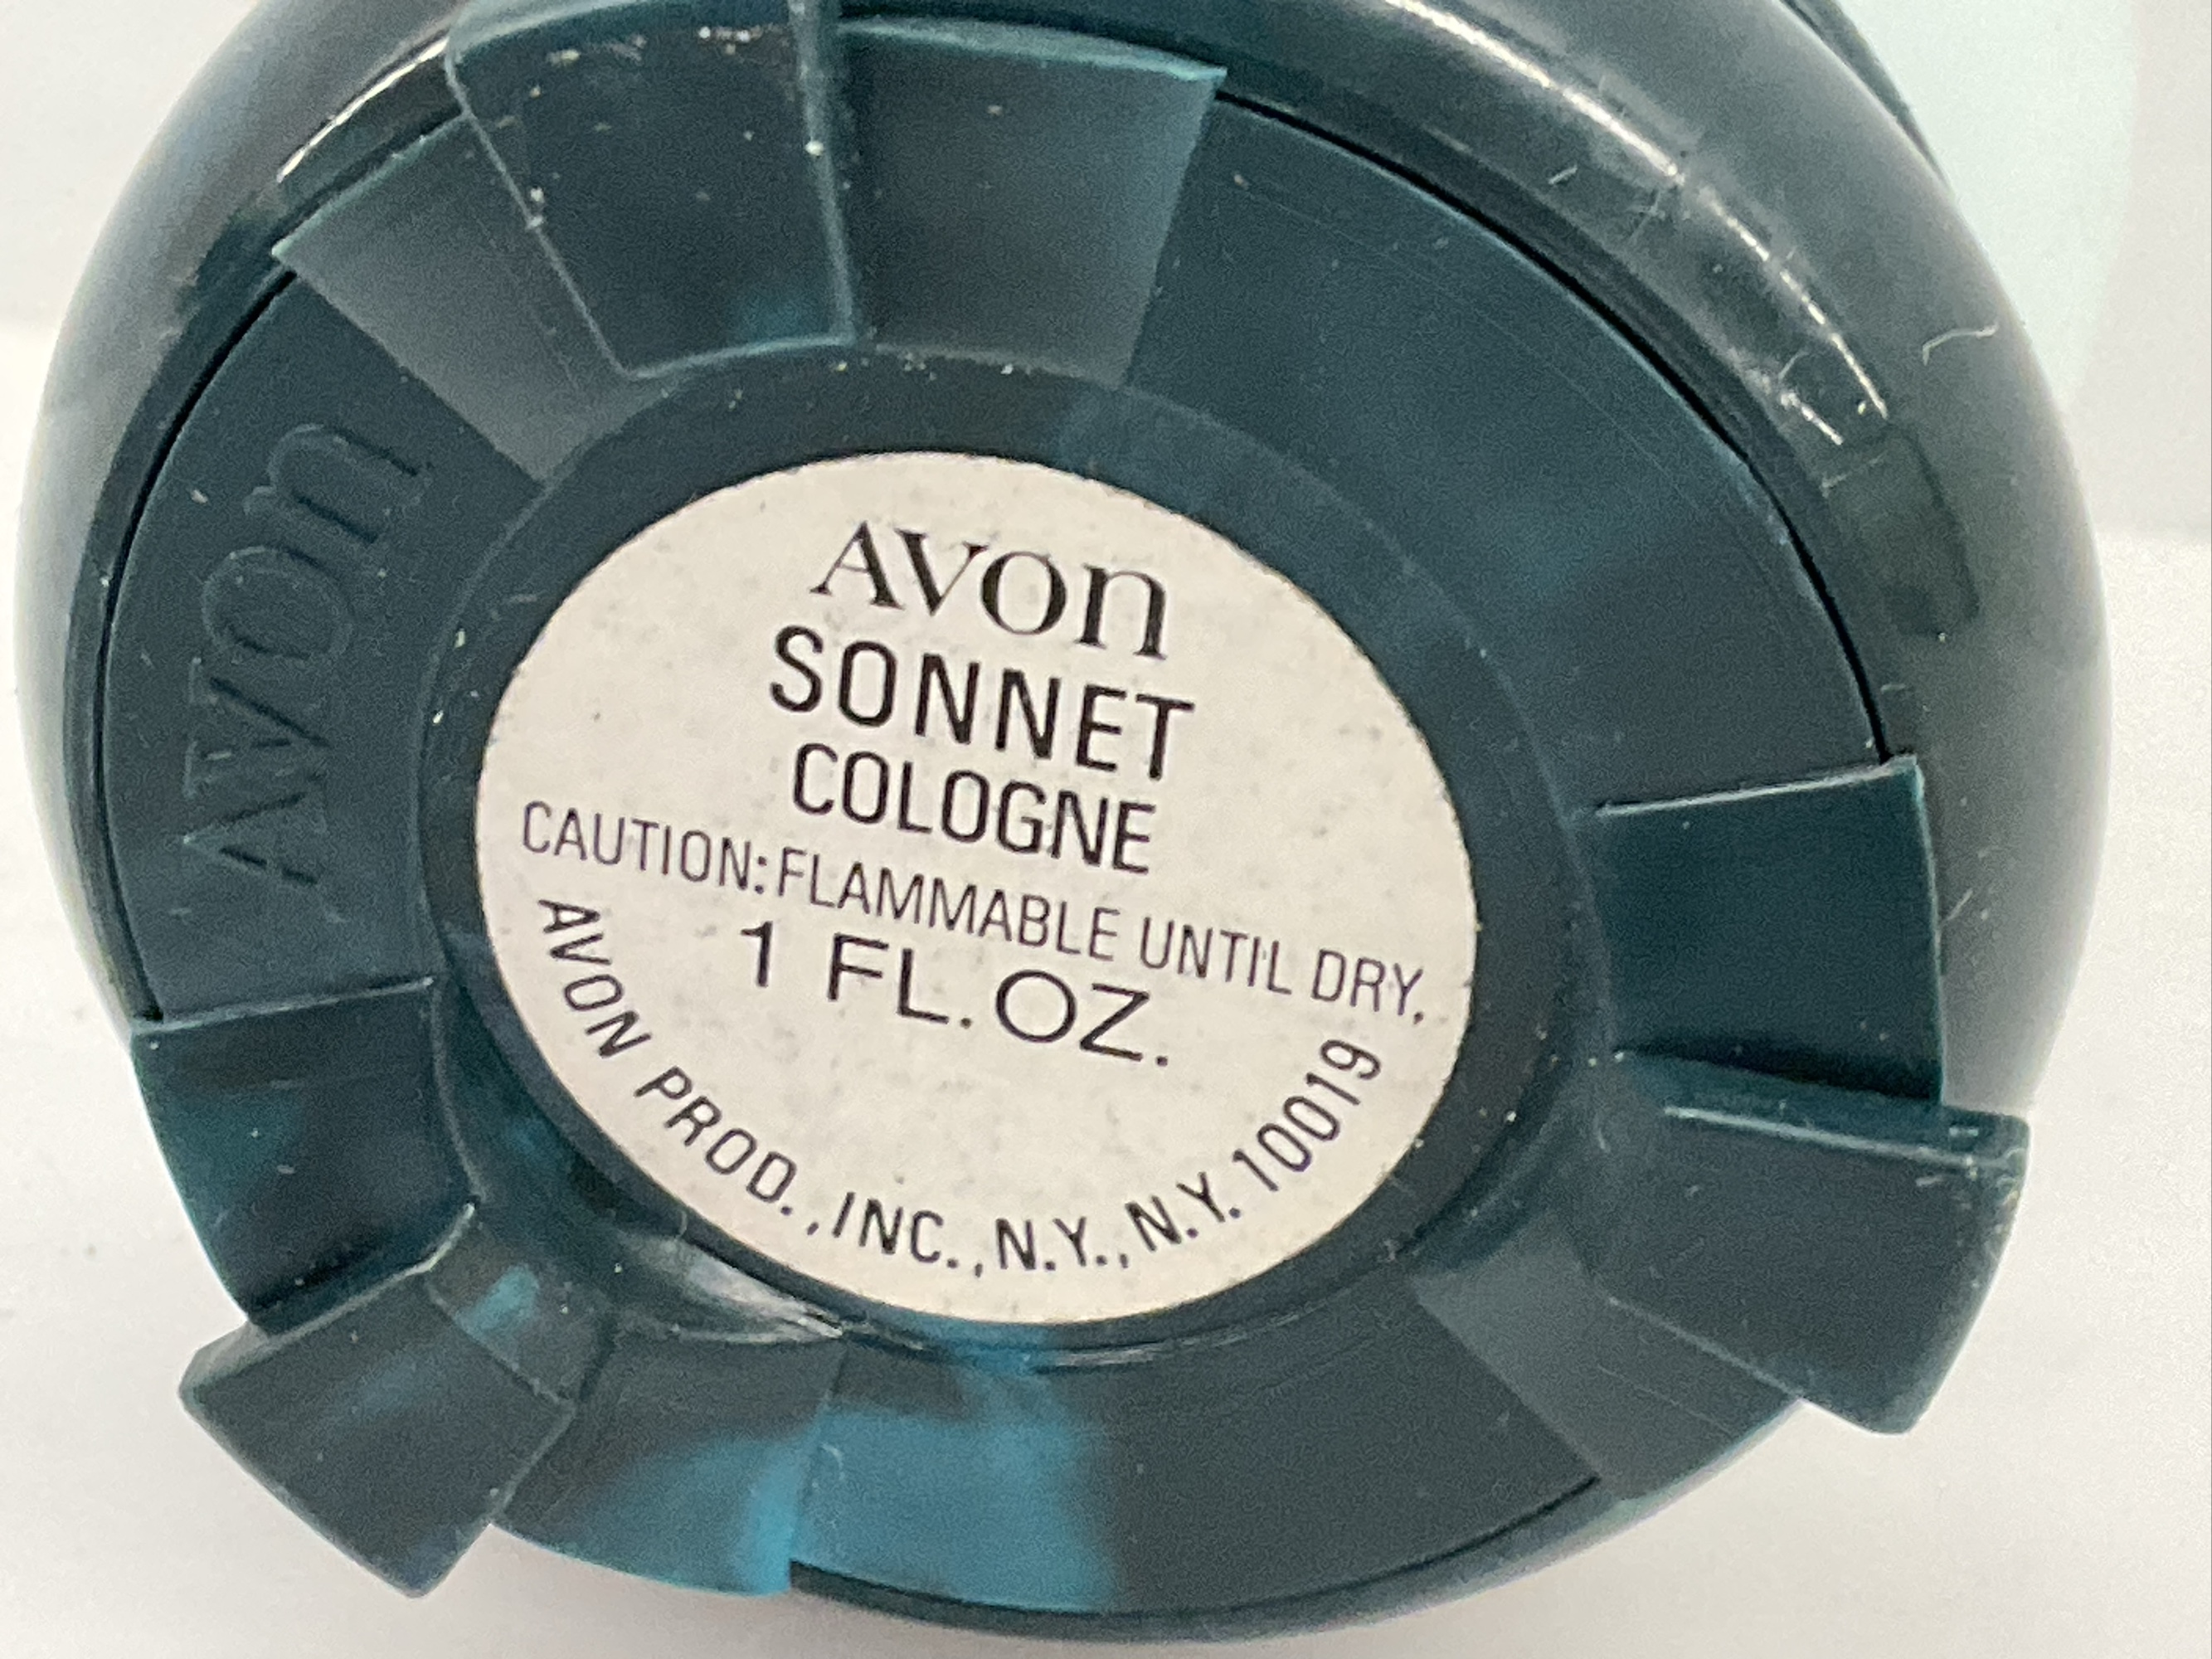 AVON
AVON
SONNET
COLOGNE
CAUTION: FLAMMABLE UNTIL DRY.
1 FL. OZ.
AVON PROD., INC., N.Y., N.Y. 10019